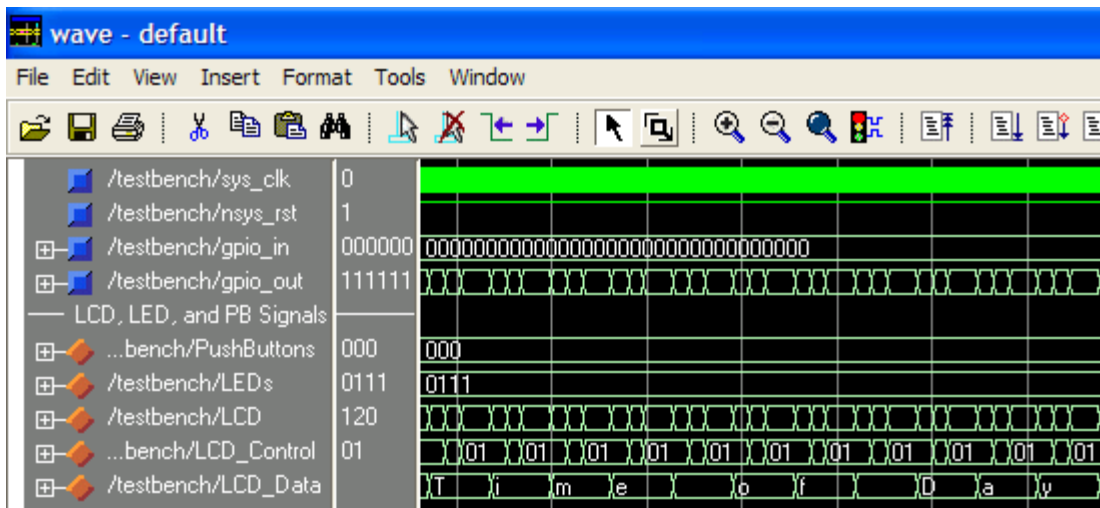 wave - default
File Edit View Insert Format Tools Window
/testbench/sys_clk 0
/testbench/nsys_rst 1
/testbench/gpio_in 000000 00000000000000000000000000000000
/testbench/gpio_out 111111
LCD, LED, and PB Signals
...bench/PushButtons 000 000
/testbench/LEDs 0111 0111
/testbench/LCD 120
...bench/LCD_Control 01 01 01 01 01 01 01 01 01 01 01 01
/testbench/LCD_Data T i m e o f D a y